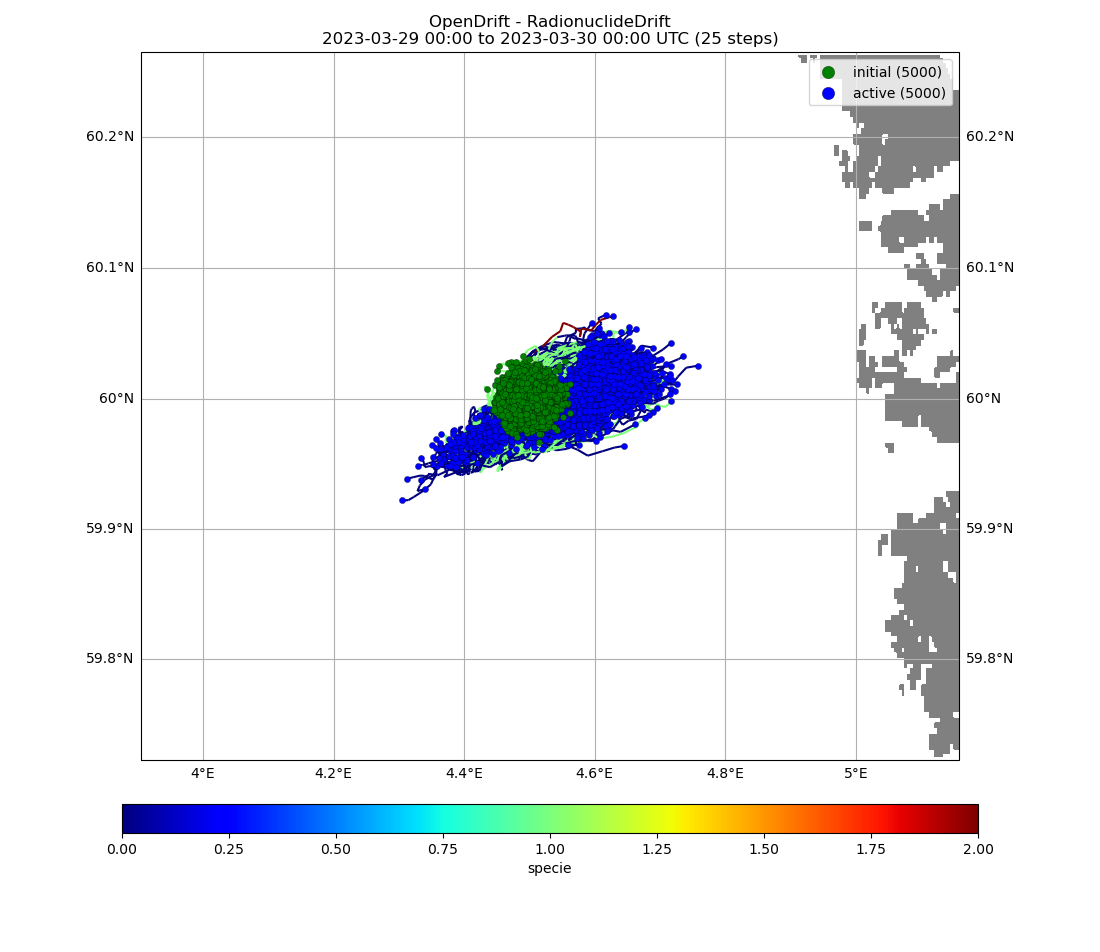 OpenDrift - RadionuclideDrift
2023-03-29 00:00 to 2023-03-30 00:00 UTC (25 steps)
initial (5000)
active (5000)
60.2°N 60.2°N
60.1°N 60.1°N
60°N 60°N
59.9°N 59.9°N
59.8°N 59.8°N
4°E 4.2°E 4.4°E 4.6°E 4.8°E 5°E
0.00 0.25 0.50 0.75 1.00 1.25 1.50 1.75 2.00
specie